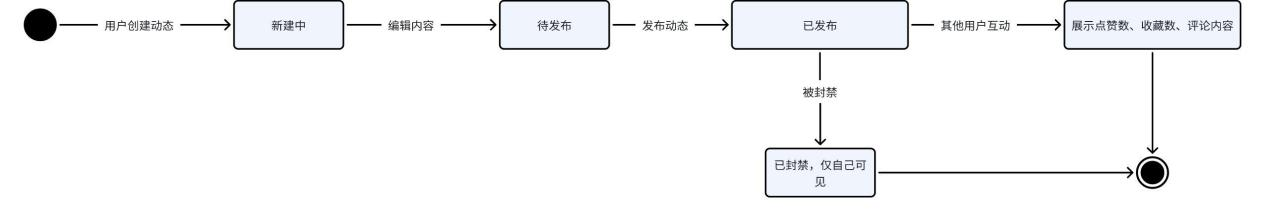 用户创建动态
新建中
编辑内容
待发布
发布动态
已发布
其他用户互动
展示点赞数、收藏数、评论内容
被封禁
已封禁，仅自己可
见